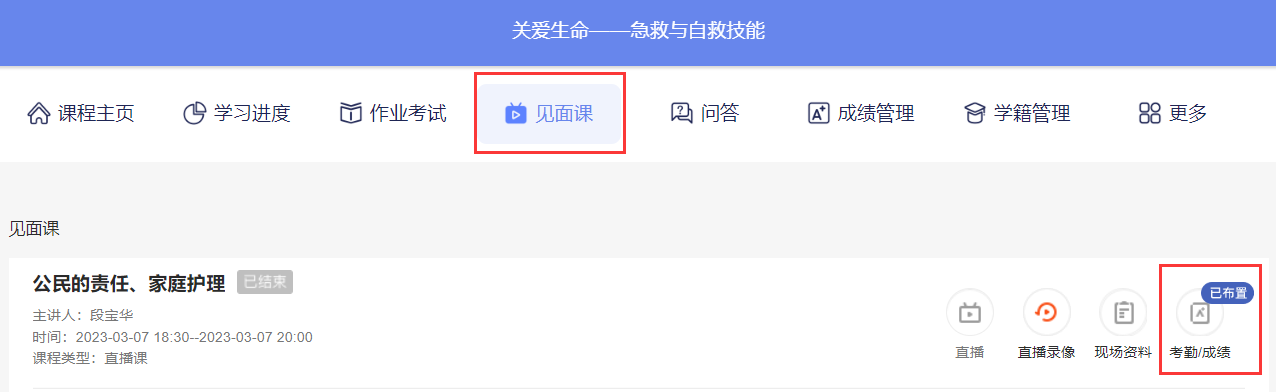 关爱生命——急救与自救技能
课程主页 学习进度 作业考试 见面课 问答 成绩管理 学籍管理 更多
见面课
公民的责任、家庭护理 已结束
已布置
主讲人：段宝华
时间：2023-03-07 18:30--2023-03-07 20:00
课程类型：直播课
直播 直播录像 现场资料 考勤/成绩